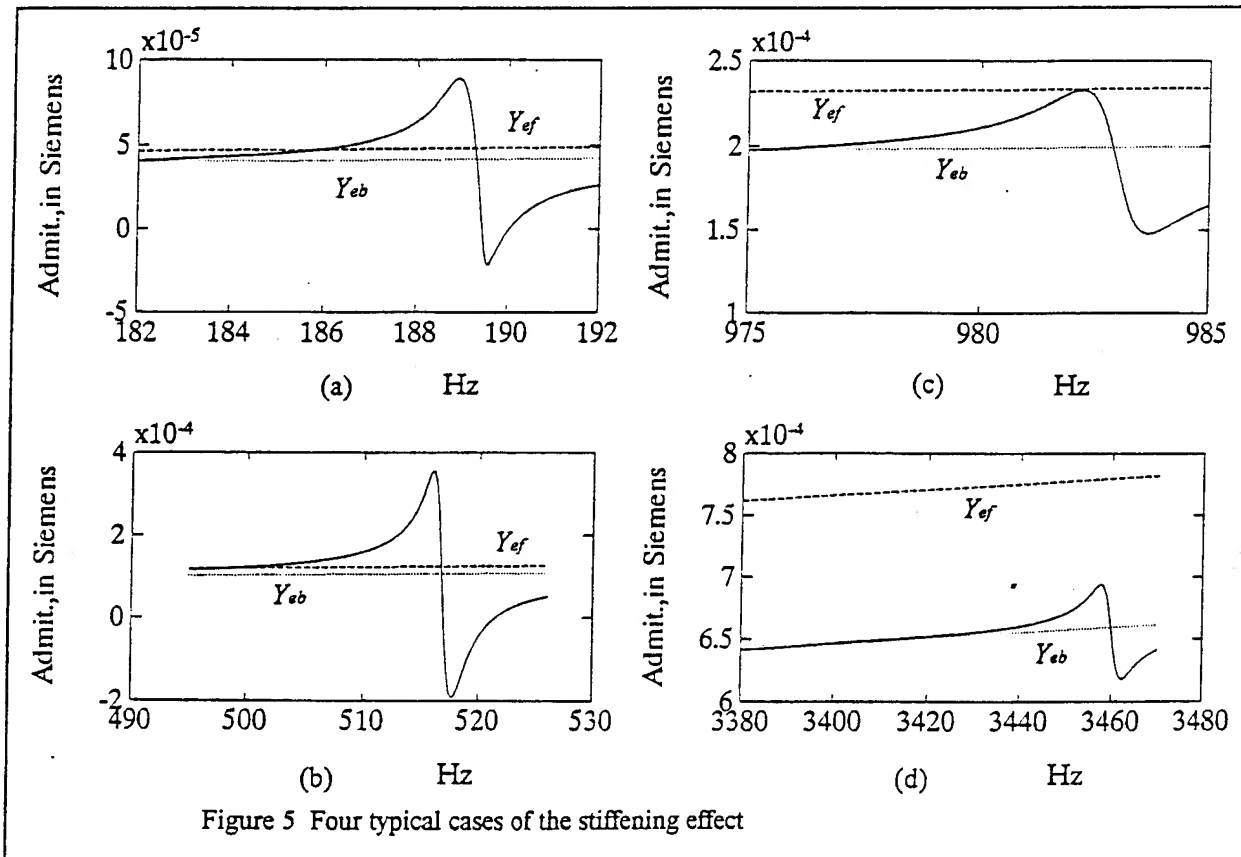 x10-5
10
5
0
-5
182 184 186 188 190 192
Admit.,in Siemens
Yef
Yeb
(a) Hz
x10-4
2.5
2
1.5
1
975 980 985
Admit.,in Siemens
Yef
Yeb
(c) Hz
x10-4
4
2
0
-2
490 500 510 520 530
Admit.,in Siemens
Yef
Yeb
(b) Hz
x10-4
8
7.5
7
6.5
6
3380 3400 3420 3440 3460 3480
Admit.,in Siemens
Yef
Yeb
(d) Hz
Figure 5 Four typical cases of the stiffening effect